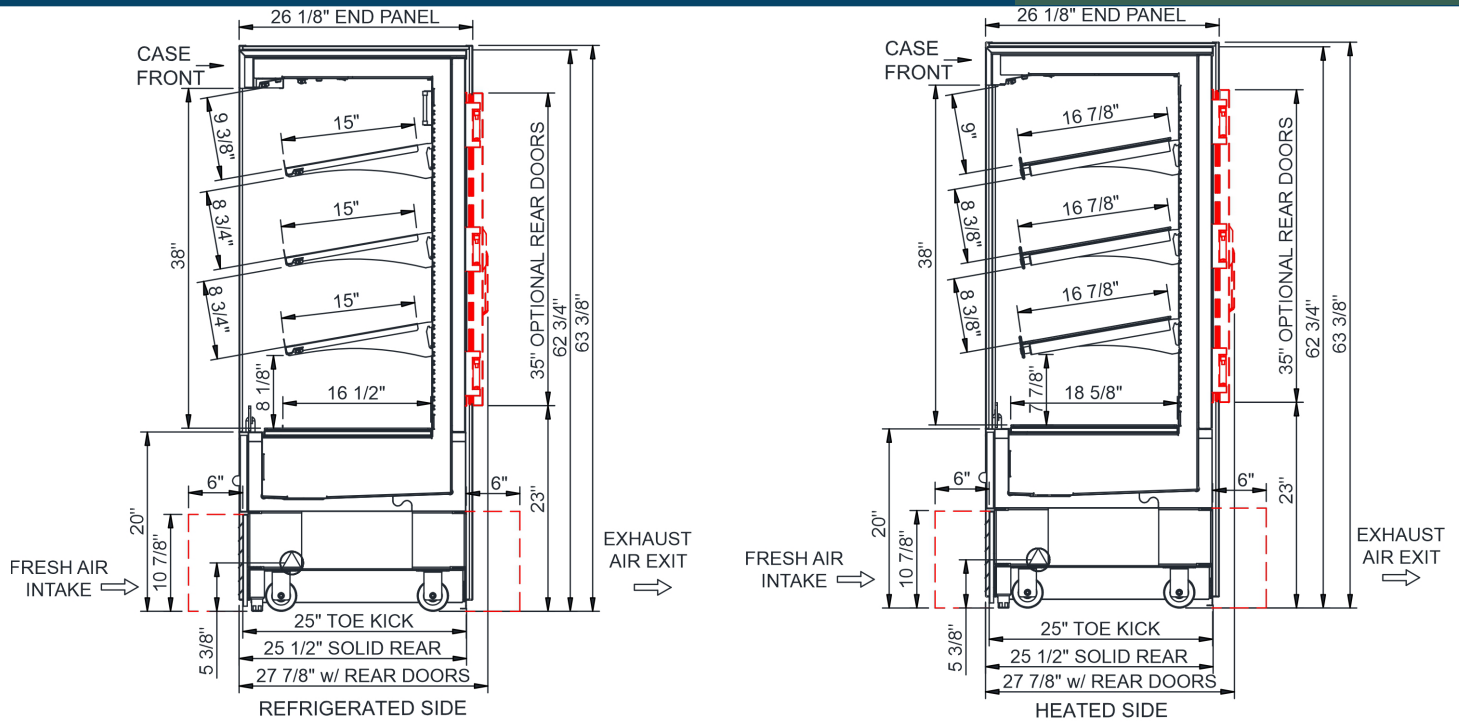 26 1/8" END PANEL
CASE
FRONT
9 3/8"
15"
8 3/4"
15"
38"
8 3/4"
15"
8 1/8"
16 1/2"
35" OPTIONAL REAR DOORS
62 3/4"
63 3/8"
6"
6"
23"
20"
10 7/8"
FRESH AIR
INTAKE
EXHAUST
AIR EXIT
5 3/8"
25" TOE KICK
25 1/2" SOLID REAR
27 7/8" w/ REAR DOORS
REFRIGERATED SIDE
26 1/8" END PANEL
CASE
FRONT
9"
16 7/8"
8 3/8"
16 7/8"
38"
8 3/8"
16 7/8"
7 7/8"
18 5/8"
35" OPTIONAL REAR DOORS
62 3/4"
63 3/8"
6"
6"
23"
20"
10 7/8"
FRESH AIR
INTAKE
EXHAUST
AIR EXIT
5 3/8"
25" TOE KICK
25 1/2" SOLID REAR
27 7/8" w/ REAR DOORS
HEATED SIDE